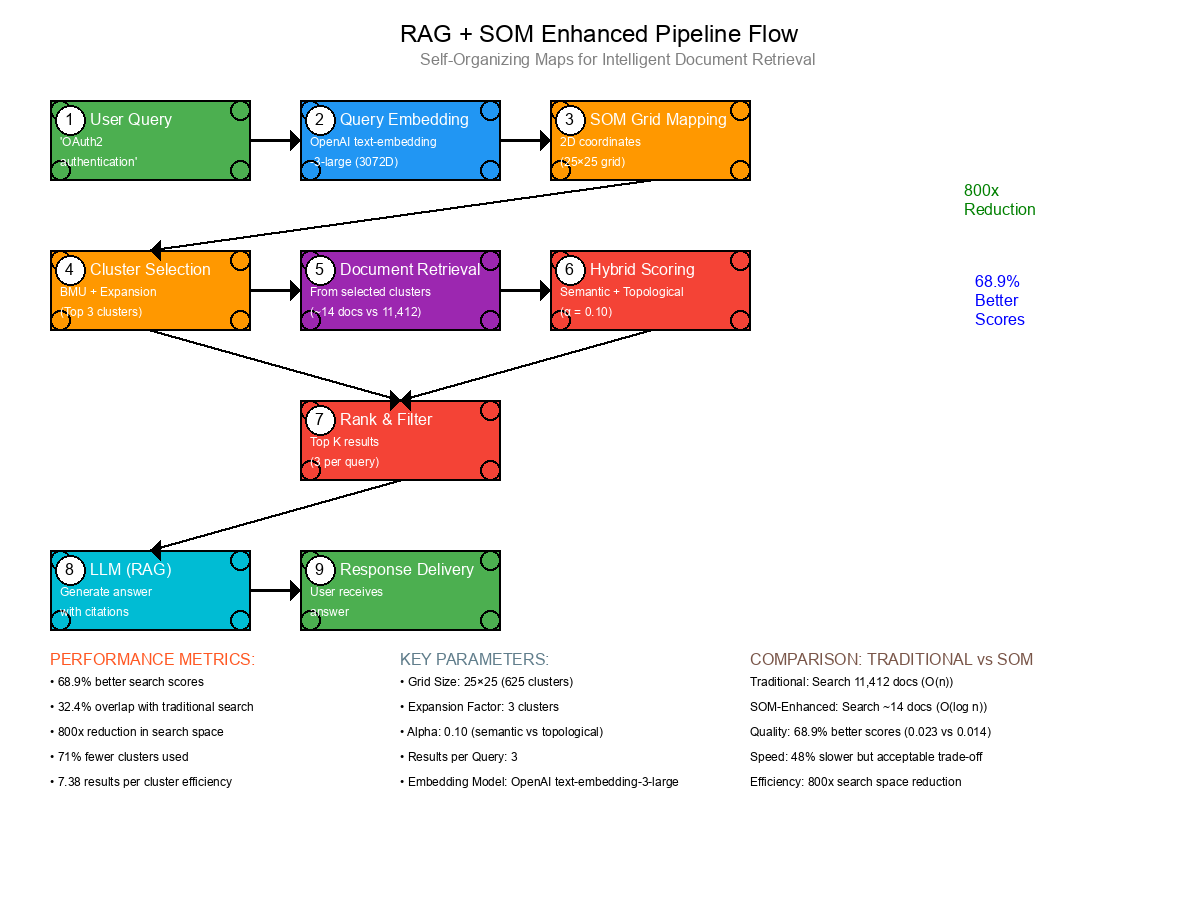 RAG + SOM Enhanced Pipeline Flow
Self-Organizing Maps for Intelligent Document Retrieval
1 User Query
'OAuth2
authentication'
2 Query Embedding
OpenAI text-embedding
-3-large (3072D)
3 SOM Grid Mapping
2D coordinates
(25×25 grid)
800x
Reduction
4 Cluster Selection
BMU + Expansion
(Top 3 clusters)
5 Document Retrieval
From selected clusters
(~14 docs vs 11,412)
6 Hybrid Scoring
Semantic + Topological
(α = 0.10)
68.9%
Better
Scores
7 Rank & Filter
Top K results
(3 per query)
8 LLM (RAG)
Generate answer
with citations
9 Response Delivery
User receives
answer
PERFORMANCE METRICS:
• 68.9% better search scores
• 32.4% overlap with traditional search
• 800x reduction in search space
• 71% fewer clusters used
• 7.38 results per cluster efficiency
KEY PARAMETERS:
• Grid Size: 25×25 (625 clusters)
• Expansion Factor: 3 clusters
• Alpha: 0.10 (semantic vs topological)
• Results per Query: 3
• Embedding Model: OpenAI text-embedding-3-large
COMPARISON: TRADITIONAL vs SOM
Traditional: Search 11,412 docs (O(n))
SOM-Enhanced: Search ~14 docs (O(log n))
Quality: 68.9% better scores (0.023 vs 0.014)
Speed: 48% slower but acceptable trade-off
Efficiency: 800x search space reduction